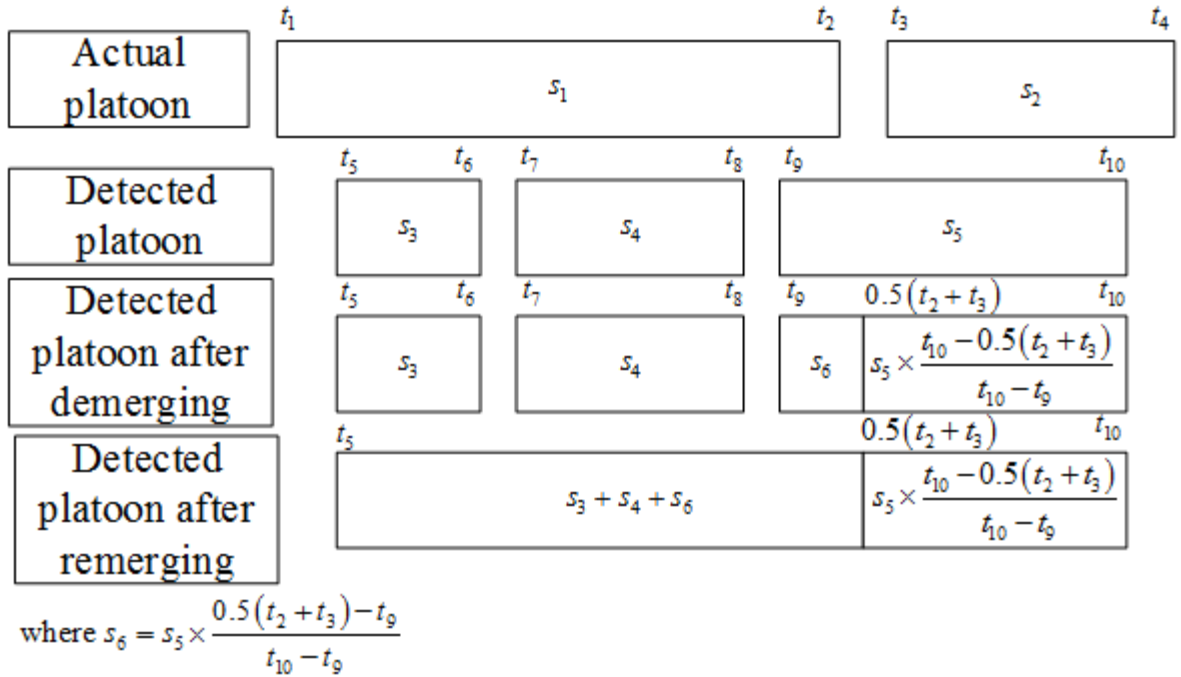 t₁ t₂ t₃ t₄
Actual
platoon
s₁ s₂
t₅ t₆ t₇ t₈ t₉ t₁₀
Detected
platoon
s₃ s₄ s₅
t₅ t₆ t₇ t₈ t₉ 0.5(t₂ + t₃) t₁₀
Detected
platoon after
demerging
s₃ s₄ s₆ s₅ × (t₁₀ − 0.5(t₂ + t₃)) / (t₁₀ − t₉)
t₅ 0.5(t₂ + t₃) t₁₀
Detected
platoon after
remerging
s₃ + s₄ + s₆ s₅ × (t₁₀ − 0.5(t₂ + t₃)) / (t₁₀ − t₉)
where s₆ = s₅ × (0.5(t₂ + t₃) − t₉) / (t₁₀ − t₉)